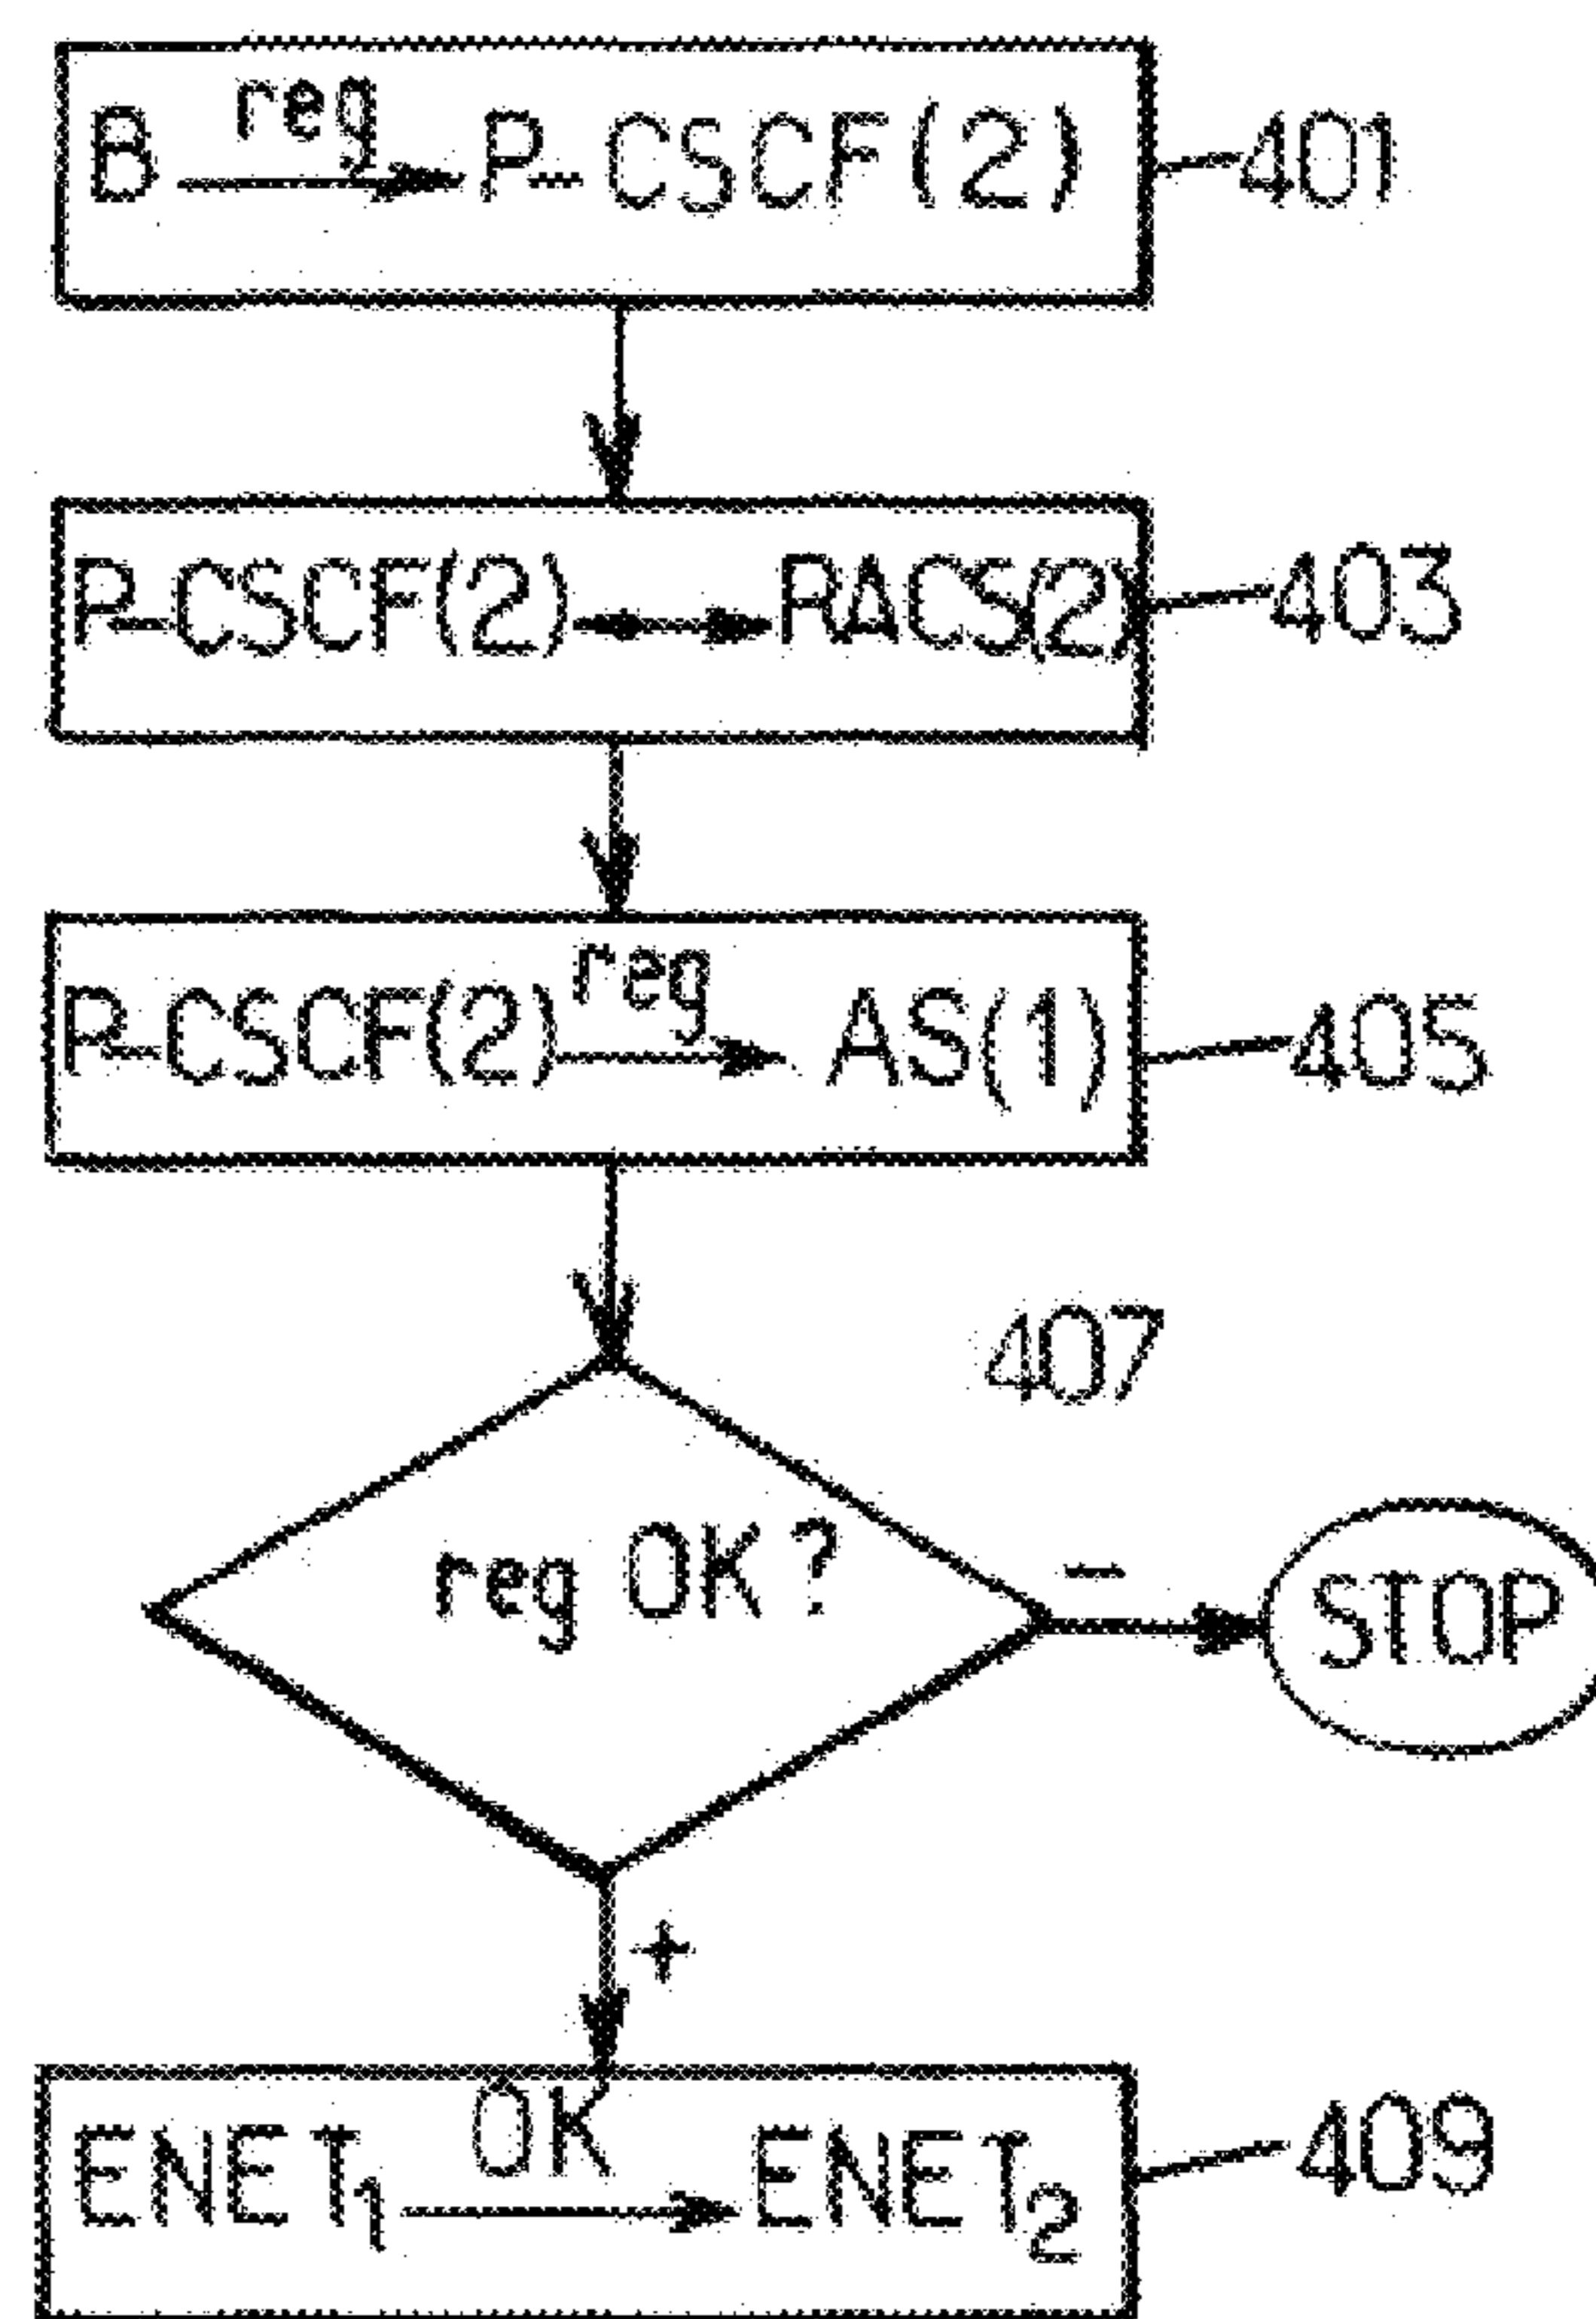 B reg P-CSCF(2) 401
P-CSCF(2) RACS(2) 403
P-CSCF(2) reg AS(1) 405
407
reg OK?
-
STOP
+
ENET1 OK ENET2 409